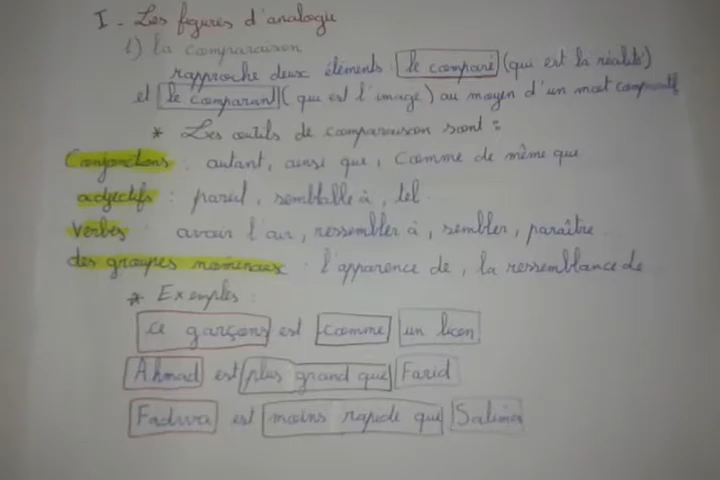 I - Les figures d'analogie
1) la comparaison
rapproche deux éléments le comparé (qui est la réalité)
et le comparant (qui est l'image) au moyen d'un mot comparatif
* Les outils de comparaison sont :
Conjonctions : autant, ainsi que, comme de même que
adjectifs : pareil, semblable à, tel.
Verbes : avoir l'air, ressembler à, sembler, paraître.
des groupes nominaux : l'apparence de, la ressemblance de
* Exemples :
ce garçons est comme un lion
Ahmad est plus grand que Farid
Fadwa est moins rapide que